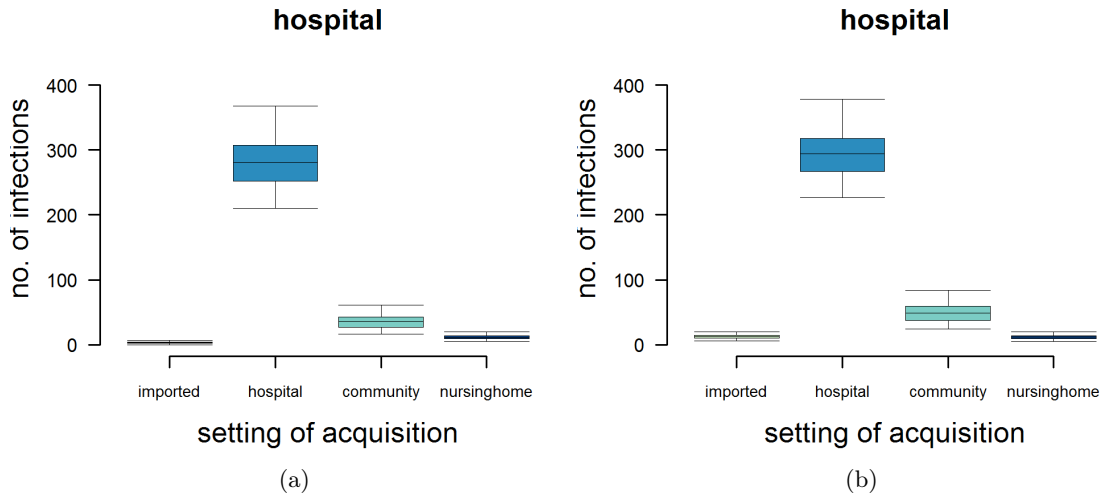 hospital
no. of infections
400
300
200
100
0
imported hospital community nursinghome
setting of acquisition
(a)
hospital
no. of infections
400
300
200
100
0
imported hospital community nursinghome
setting of acquisition
(b)